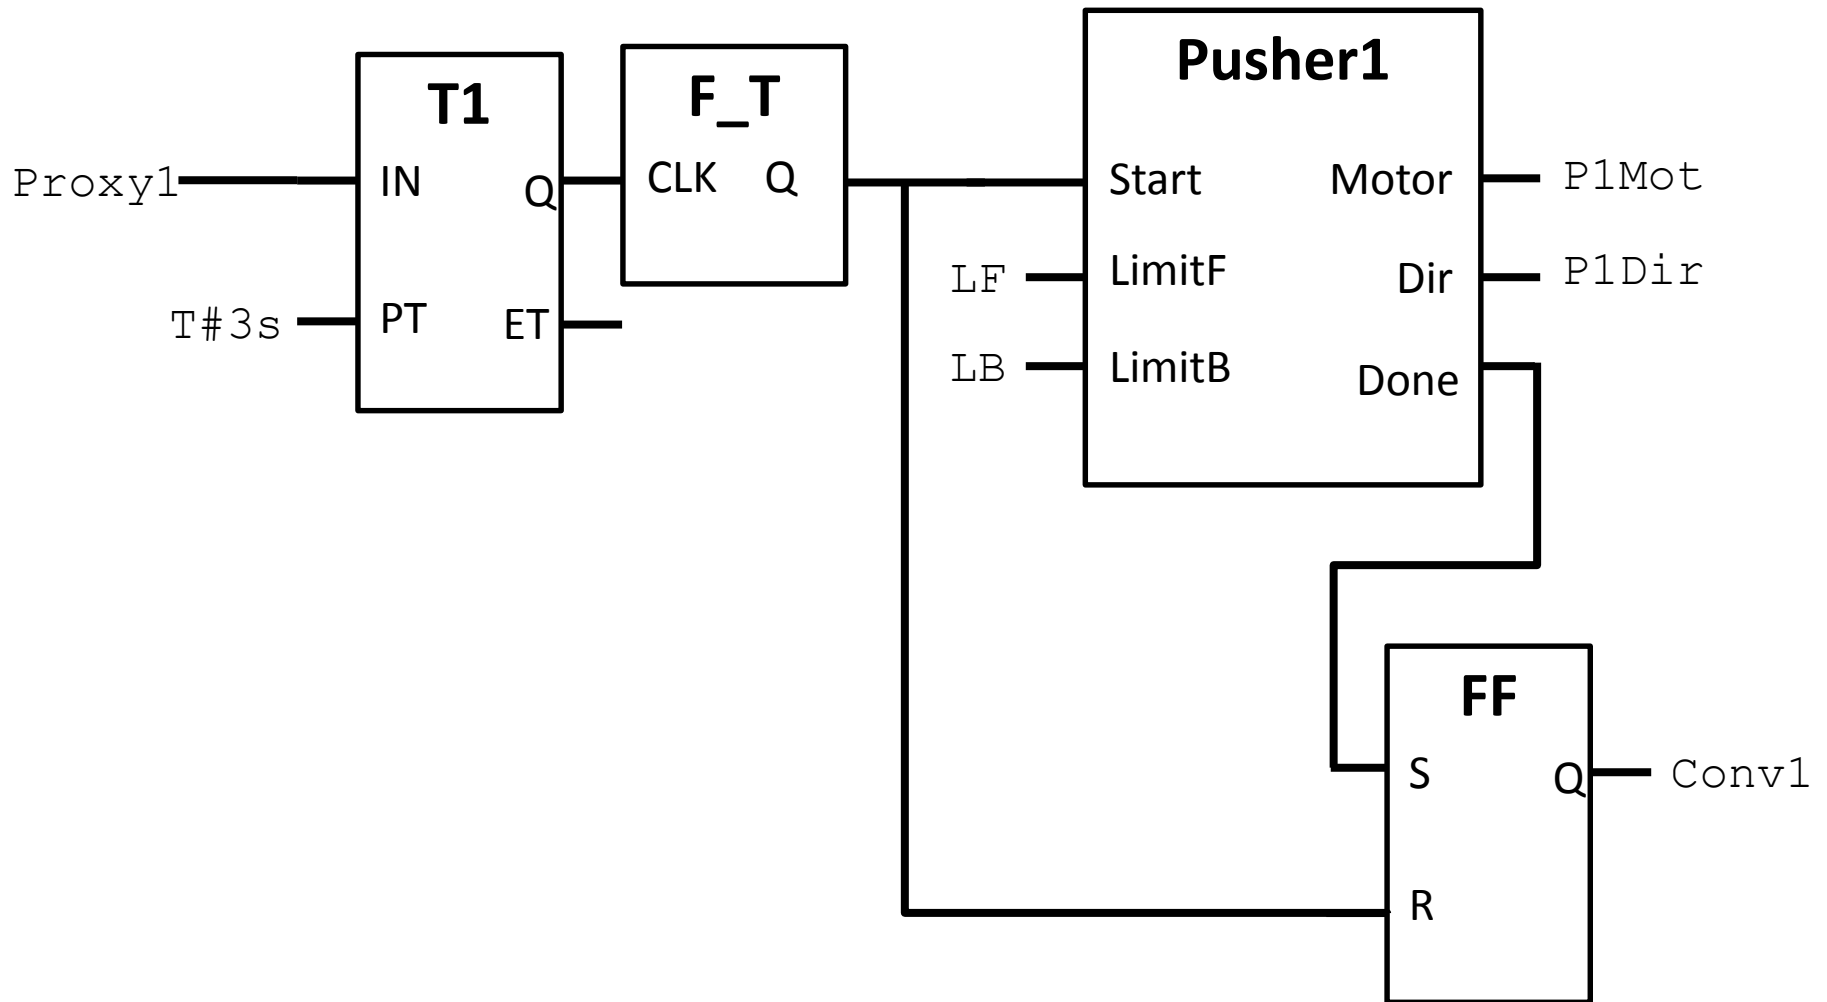 T1
Proxy1
IN
Q
T#3s
PT
ET
F_T
CLK
Q
Pusher1
Start
Motor
P1Mot
LF
LimitF
Dir
P1Dir
LB
LimitB
Done
FF
S
Q
Conv1
R